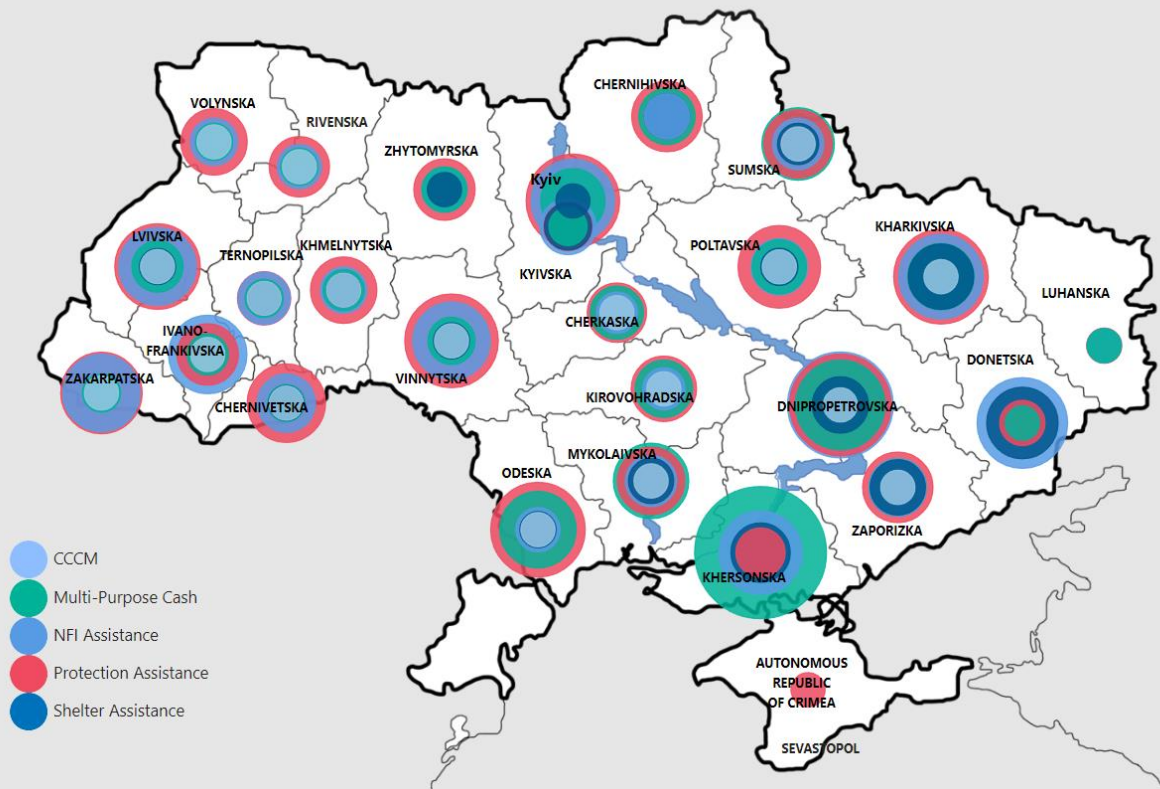 CHERNIHIVSKA
VOLYNSKA
RIVENSKA
ZHYTOMYRSKA
Kyiv
SUMSKA
LVIVSKA
TERNOPILSKA
KHMELNYTSKA
KYIVSKA
POLTAVSKA
KHARKIVSKA
LUHANSKA
IVANO-
FRANKIVSKA
CHERKASKA
ZAKARPATSKA
CHERNIVETSKA
VINNYTSKA
KIROVOHRADSKA
DNIPROPETROVSKA
DONETSKA
ODESKA
MYKOLAIVSKA
ZAPORIZKA
KHERSONSKA
CCCM
Multi-Purpose Cash
NFI Assistance
Protection Assistance
Shelter Assistance
AUTONOMOUS
REPUBLIC
OF CRIMEA
SEVASTOPOL